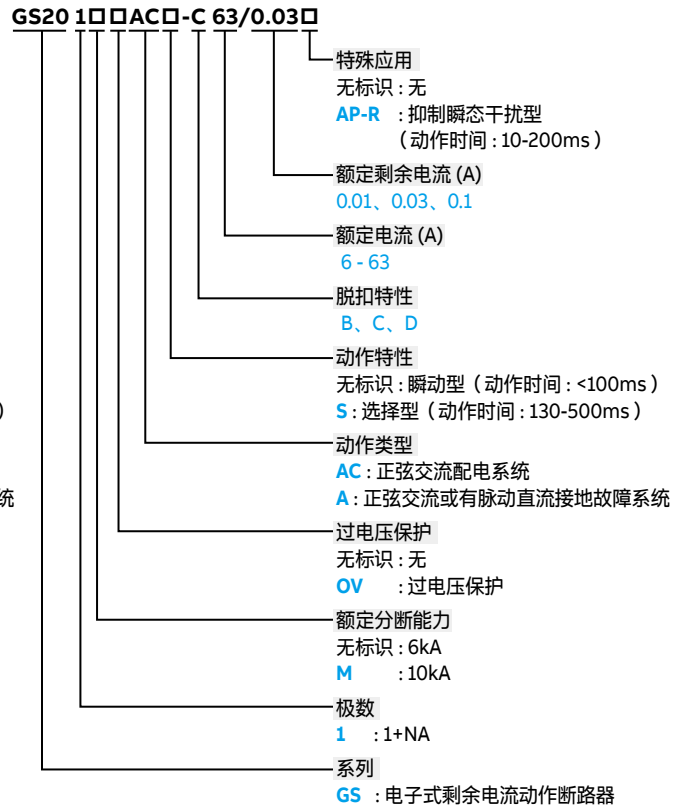 GS20 1□□AC□-C 63/0.03□
特殊应用
无标识 : 无
AP-R : 抑制瞬态干扰型
（动作时间 : 10-200ms）
额定剩余电流 (A)
0.01、0.03、0.1
额定电流 (A)
6 - 63
脱扣特性
B、C、D
动作特性
无标识 : 瞬动型（动作时间 : <100ms）
S : 选择型（动作时间 : 130-500ms）
）
动作类型
AC : 正弦交流配电系统
A : 正弦交流或有脉动直流接地故障系统
统
过电压保护
无标识 : 无
OV : 过电压保护
额定分断能力
无标识 : 6kA
M : 10kA
极数
1 : 1+NA
系列
GS : 电子式剩余电流动作断路器